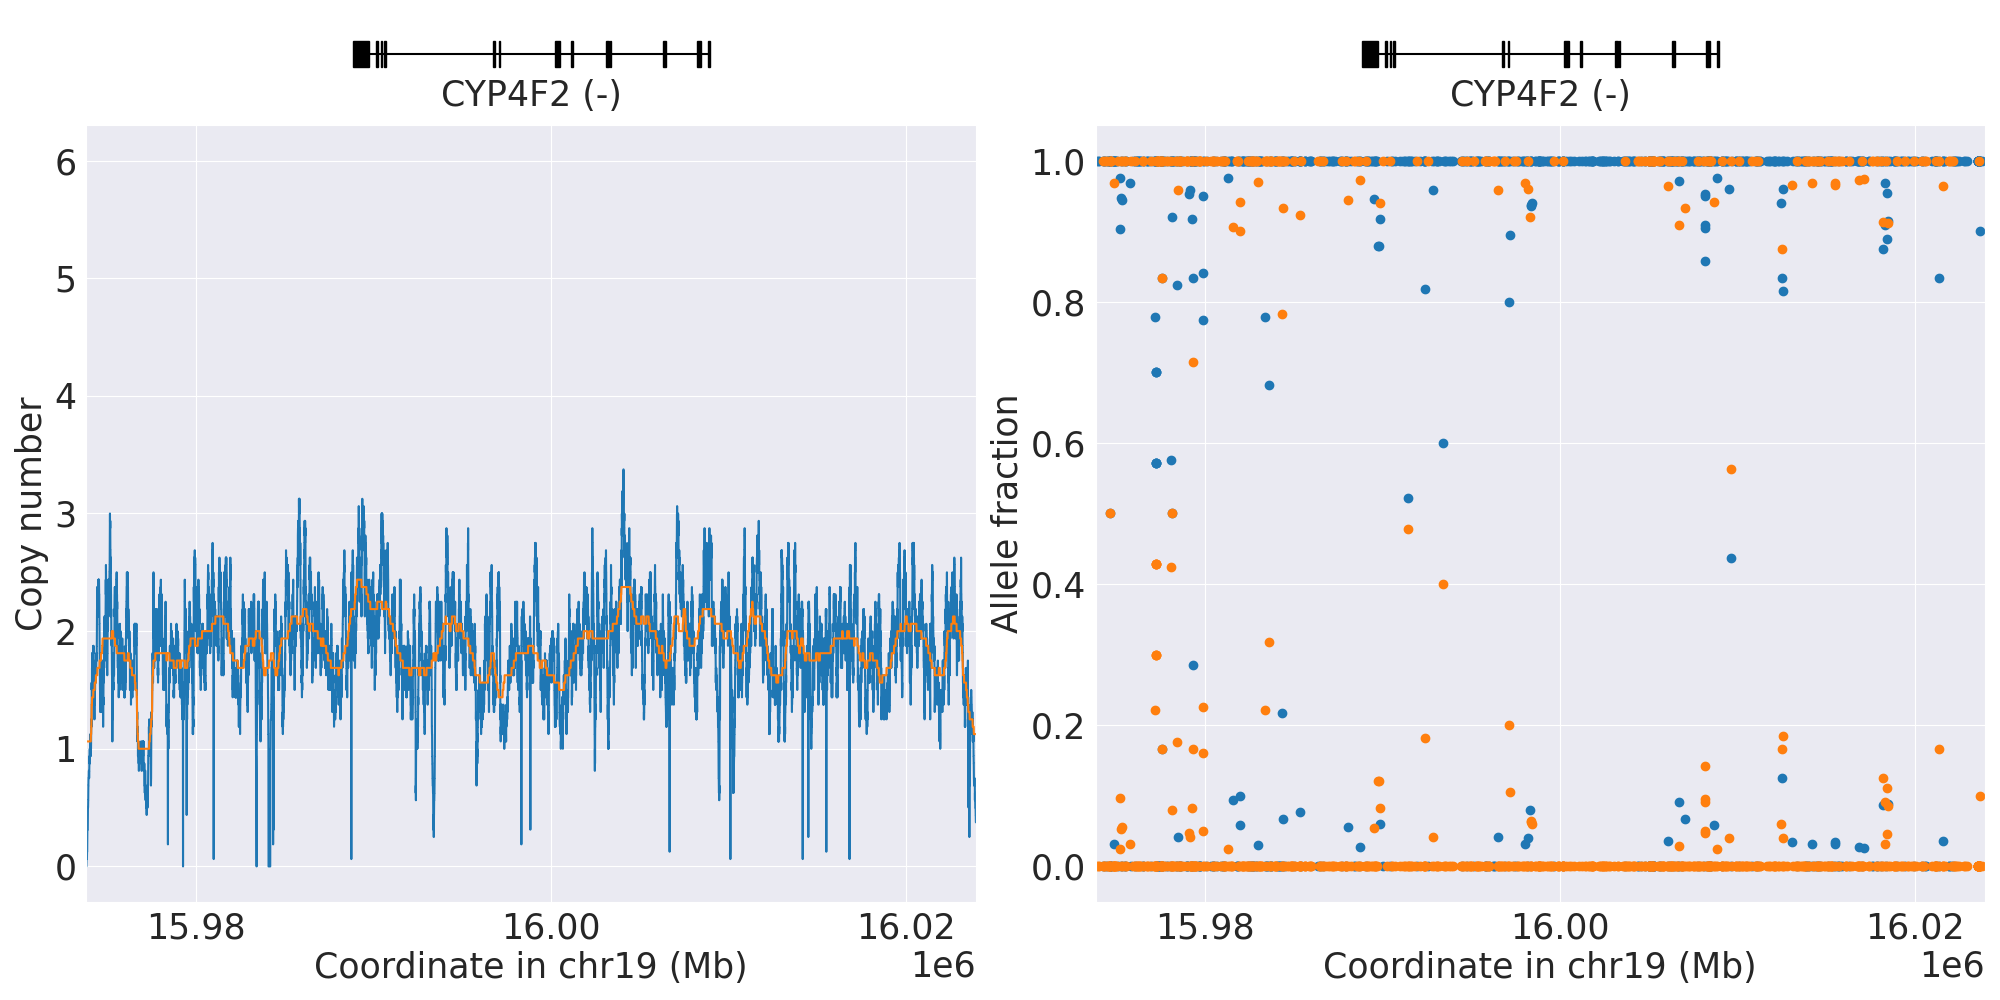 CYP4F2 (-)
6
5
4
3
2
1
0
Copy number
15.98
16.00
16.02
Coordinate in chr19 (Mb)
1e6
CYP4F2 (-)
1.0
0.8
0.6
0.4
0.2
0.0
Allele fraction
15.98
16.00
16.02
Coordinate in chr19 (Mb)
1e6